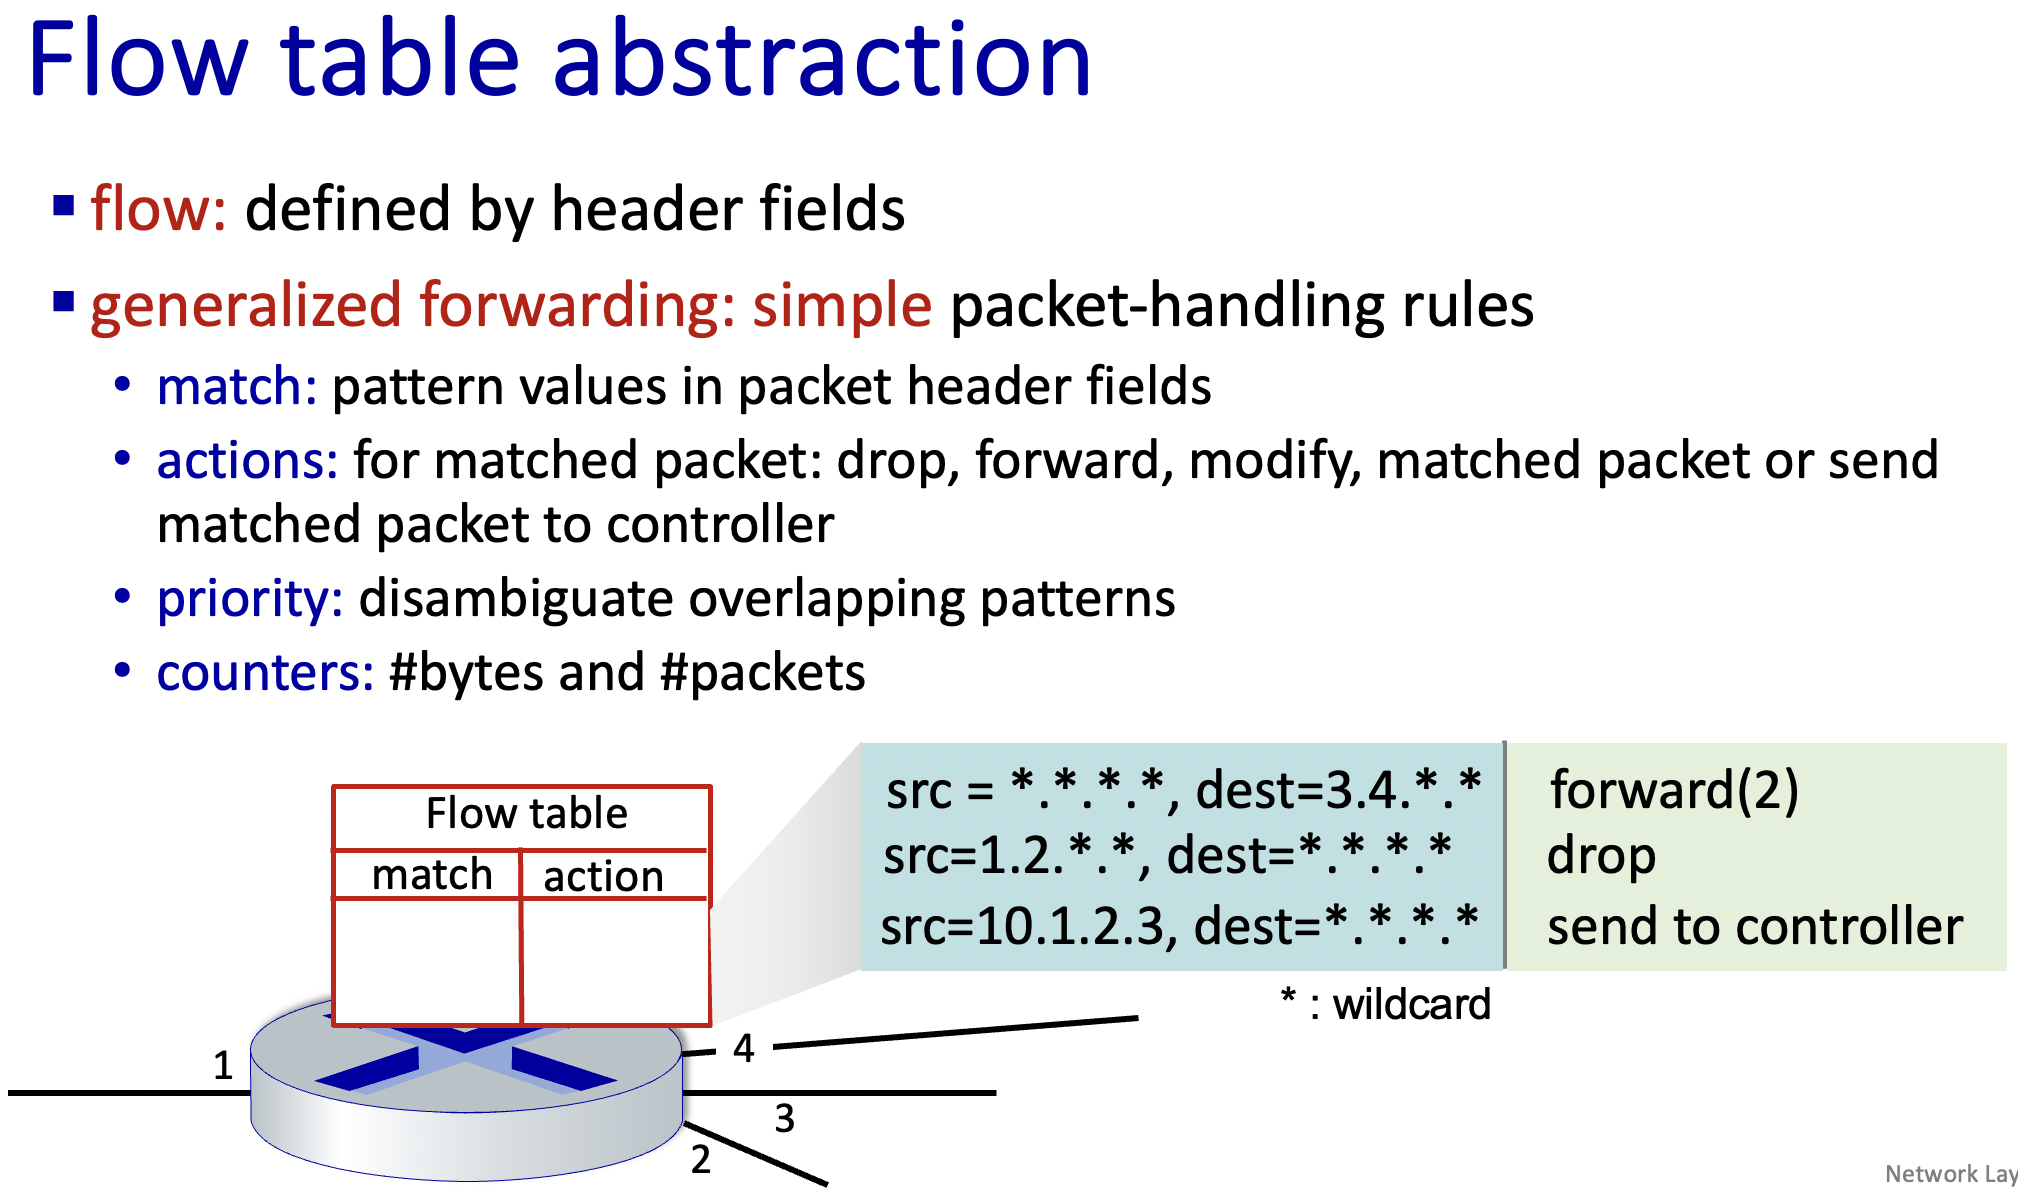 Flow table abstraction
flow: defined by header fields
generalized forwarding: simple packet-handling rules
match: pattern values in packet header fields
actions: for matched packet: drop, forward, modify, matched packet or send
matched packet to controller
priority: disambiguate overlapping patterns
counters: #bytes and #packets
Flow table
match action
src = *.*.*.*, dest=3.4.*.* forward(2)
src=1.2.*.*, dest=*.*.*.* drop
src=10.1.2.3, dest=*.*.*.* send to controller
* : wildcard
1
4
3
2
Network Lay